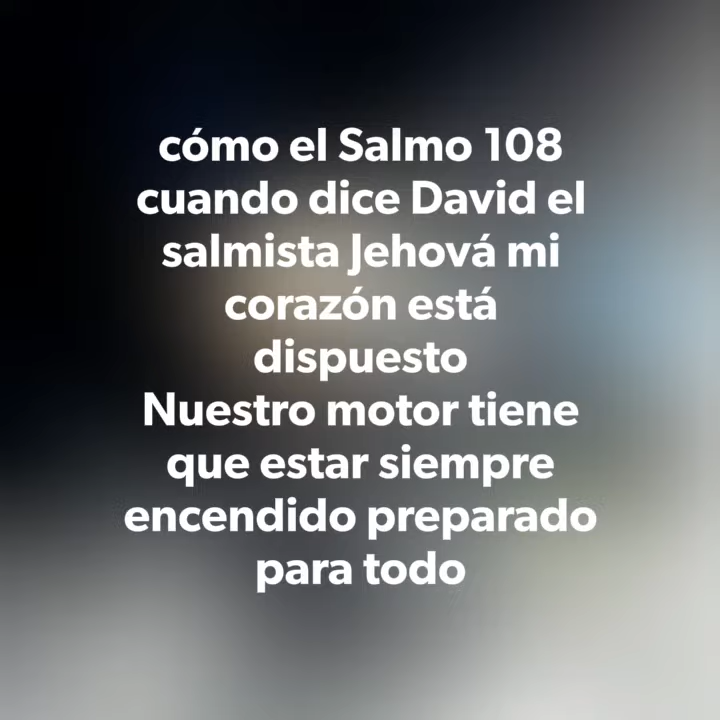 cómo el Salmo 108
cuando dice David el
salmista Jehová mi
corazón está
dispuesto
Nuestro motor tiene
que estar siempre
encendido preparado
para todo